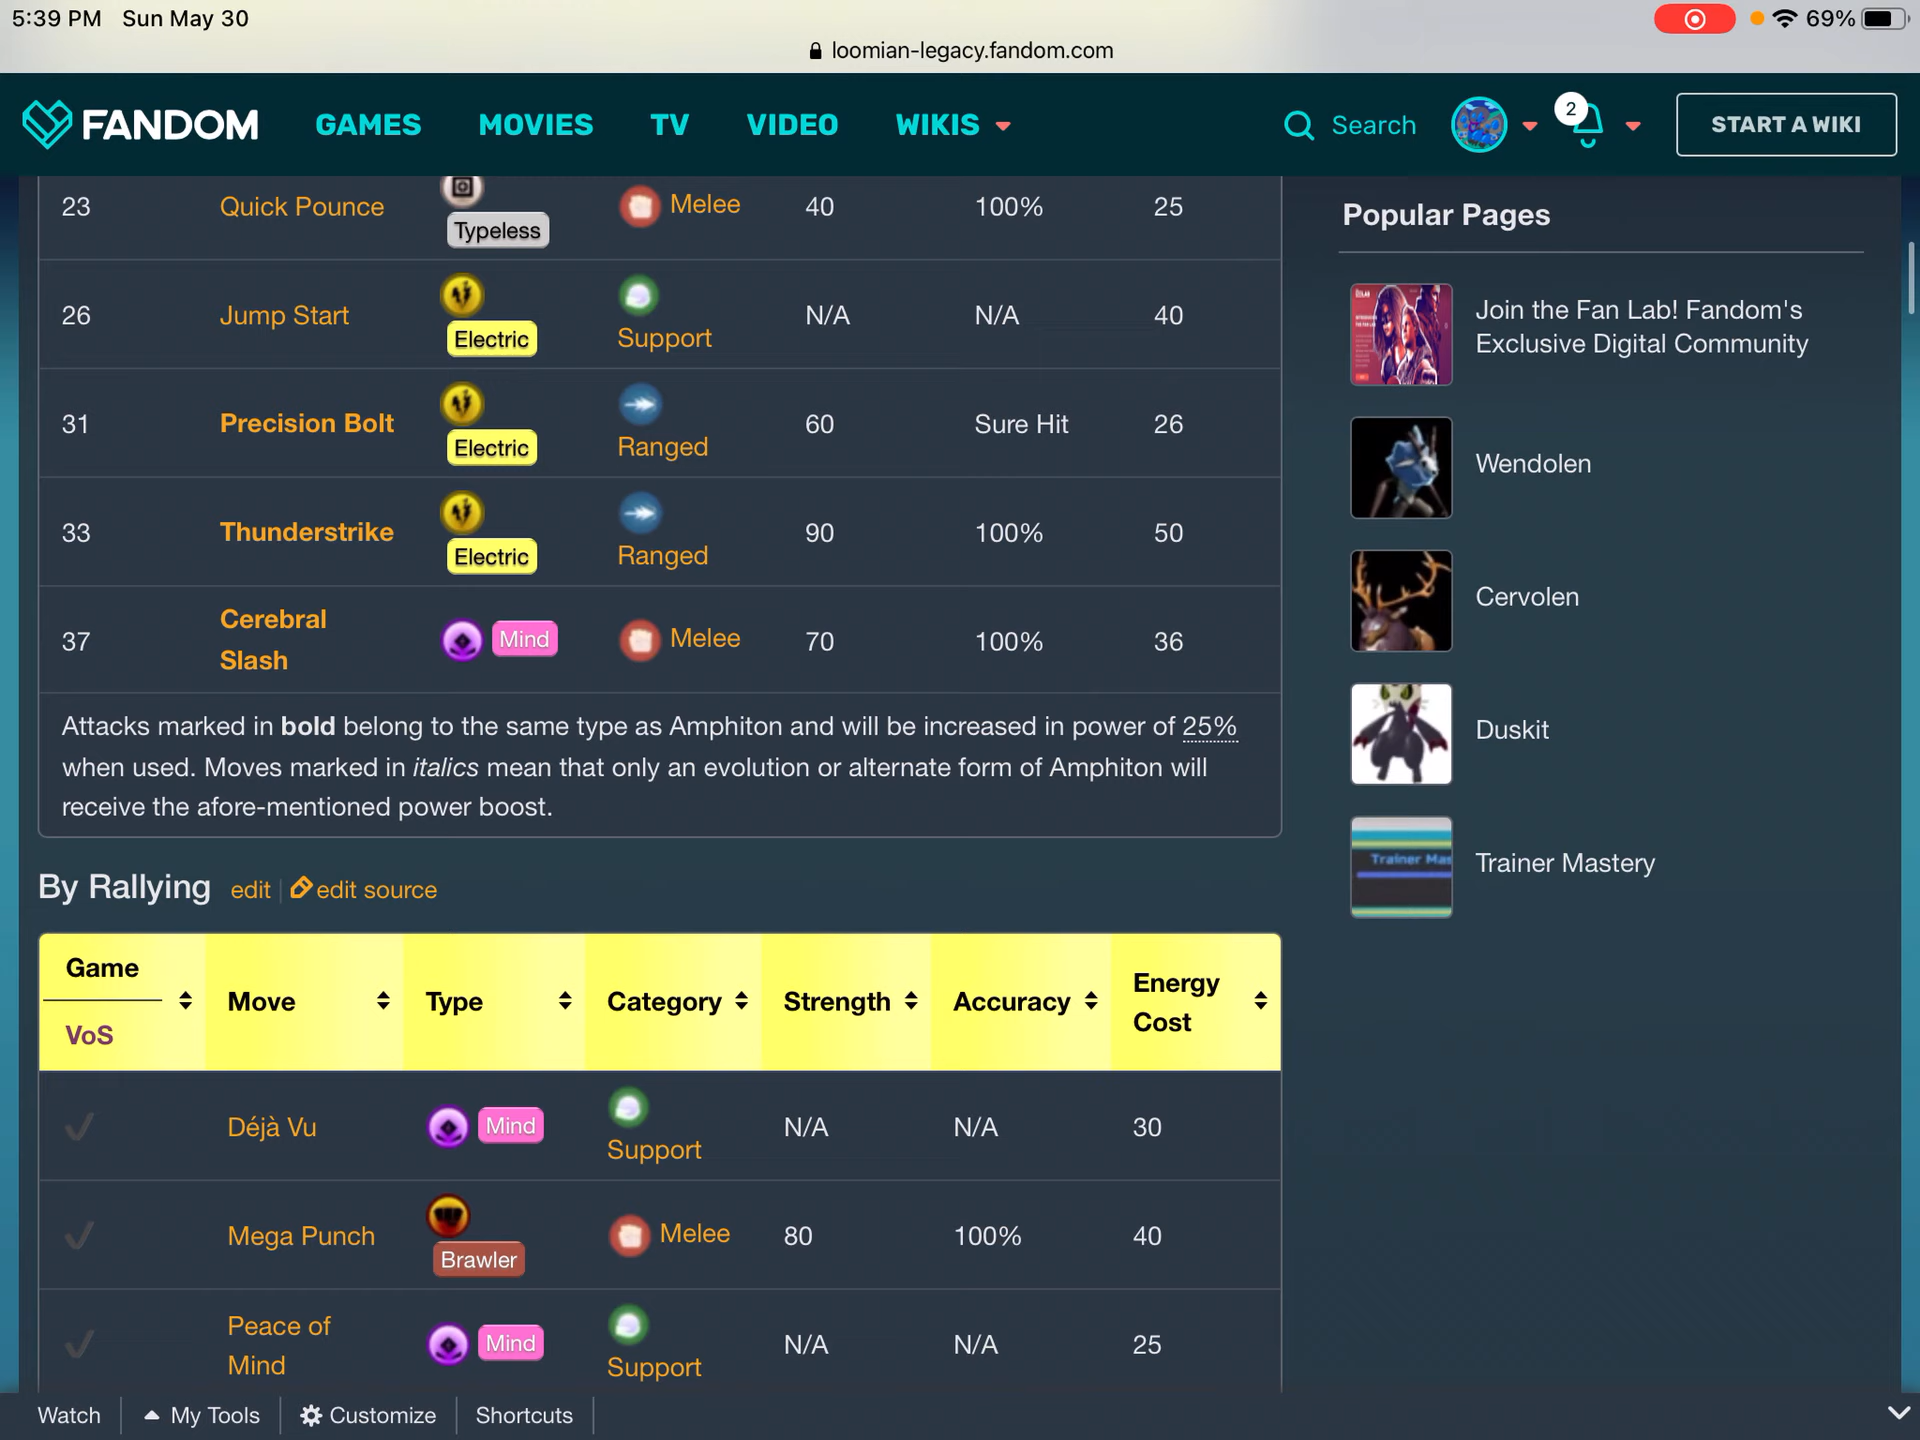 5:39 PM Sun May 30
69%
loomian-legacy.fandom.com
FANDOM GAMES MOVIES TV VIDEO WIKIS Search 2 START A WIKI
23 Quick Pounce Typeless Melee 40 100% 25
26 Jump Start Electric Support N/A N/A 40
31 Precision Bolt Electric Ranged 60 Sure Hit 26
33 Thunderstrike Electric Ranged 90 100% 50
37 Cerebral Slash Mind Melee 70 100% 36
Attacks marked in bold belong to the same type as Amphiton and will be increased in power of 25%
when used. Moves marked in italics mean that only an evolution or alternate form of Amphiton will
receive the afore-mentioned power boost.
By Rallying edit edit source
Game VoS Move Type Category Strength Accuracy Energy Cost
Déjà Vu Mind Support N/A N/A 30
Mega Punch Brawler Melee 80 100% 40
Peace of Mind Mind Support N/A N/A 25
Popular Pages
Join the Fan Lab! Fandom's
Exclusive Digital Community
Wendolen
Cervolen
Duskit
Trainer Mas
Trainer Mastery
Watch My Tools Customize Shortcuts